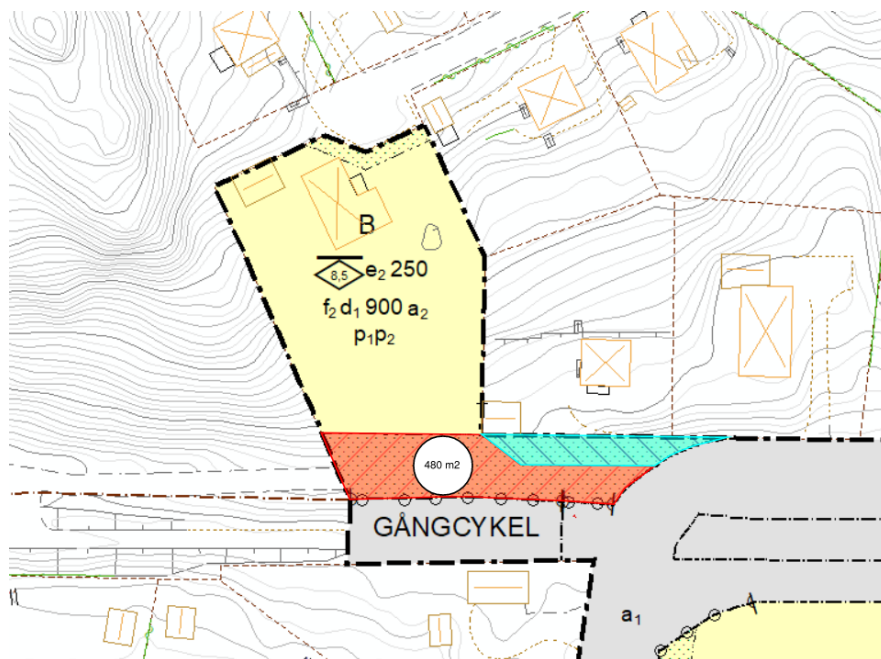 B
8,5 e₂ 250
f₂ d₁ 900 a₂
p₁p₂
480 m2
GÅNGCYKEL
a₁